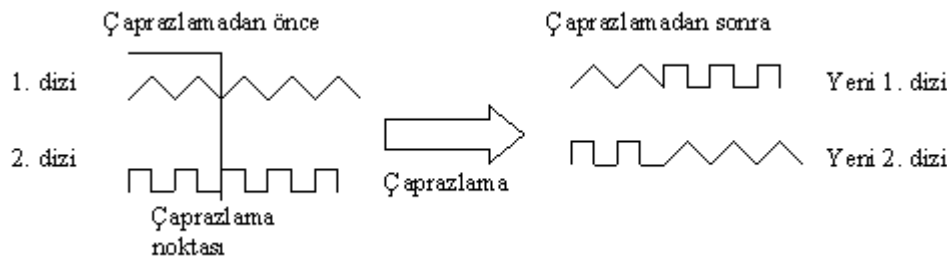 Çaprazlamadan önce
Çaprazlamadan sonra
1. dizi
Yeni 1. dizi
2. dizi
Yeni 2. dizi
Çaprazlama
Çaprazlama
noktası